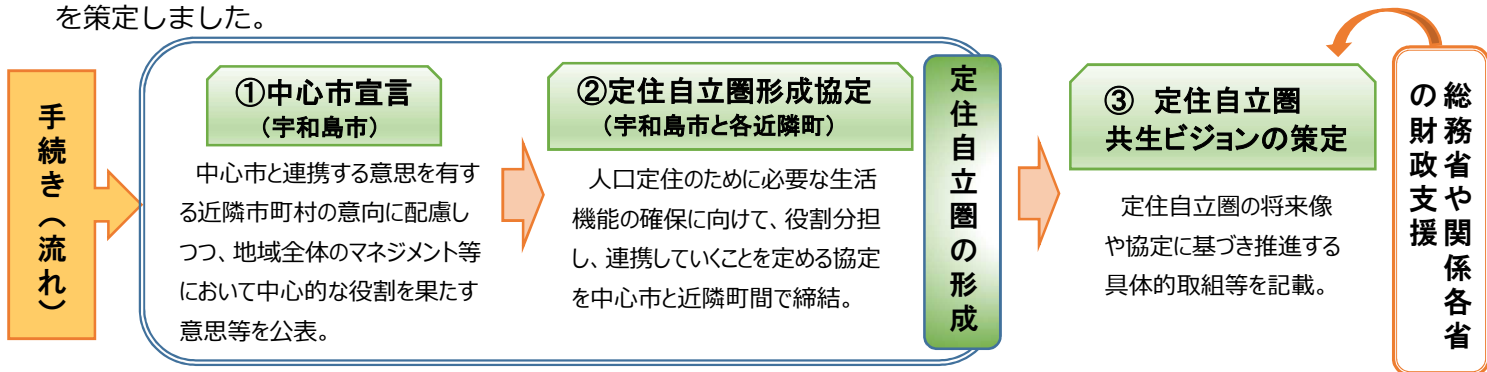 を策定しました。
手続き（流れ）
①中心市宣言
（宇和島市）
中心市と連携する意思を有す
る近隣市町村の意向に配慮し
つつ、地域全体のマネジメント等
において中心的な役割を果たす
意思等を公表。
②定住自立圏形成協定
（宇和島市と各近隣町）
人口定住のために必要な生活
機能の確保に向けて、役割分担
し、連携していくことを定める協定
を中心市と近隣町間で締結。
定住自立圏の形成
③ 定住自立圏
共生ビジョンの策定
定住自立圏の将来像
や協定に基づき推進する
具体的取組等を記載。
総務省や関係各省
の財政支援